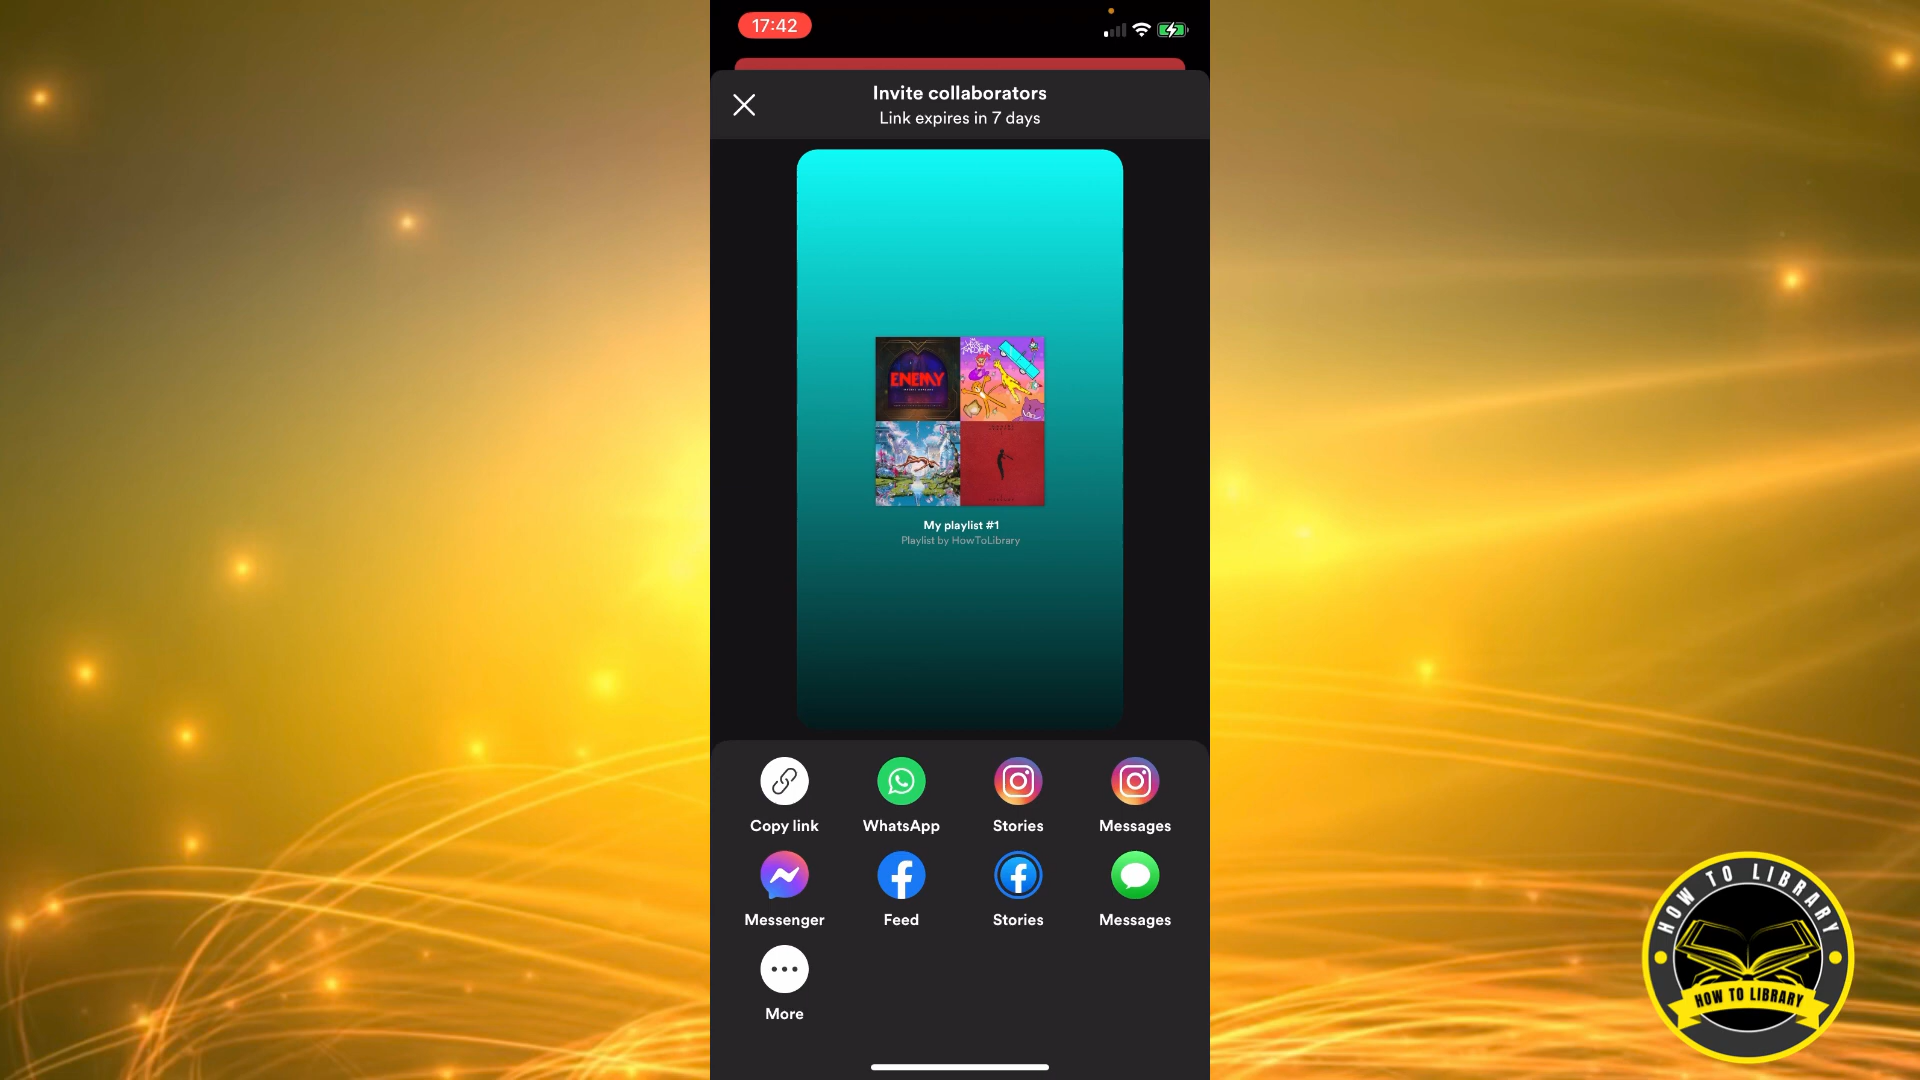 17:42
Invite collaborators
Link expires in 7 days
ENEMY
My playlist #1
Playlist by HowToLibrary
Copy link
WhatsApp
Stories
Messages
Messenger
Feed
Stories
Messages
More
HOW TO LIBRARY
HOW TO LIBRARY